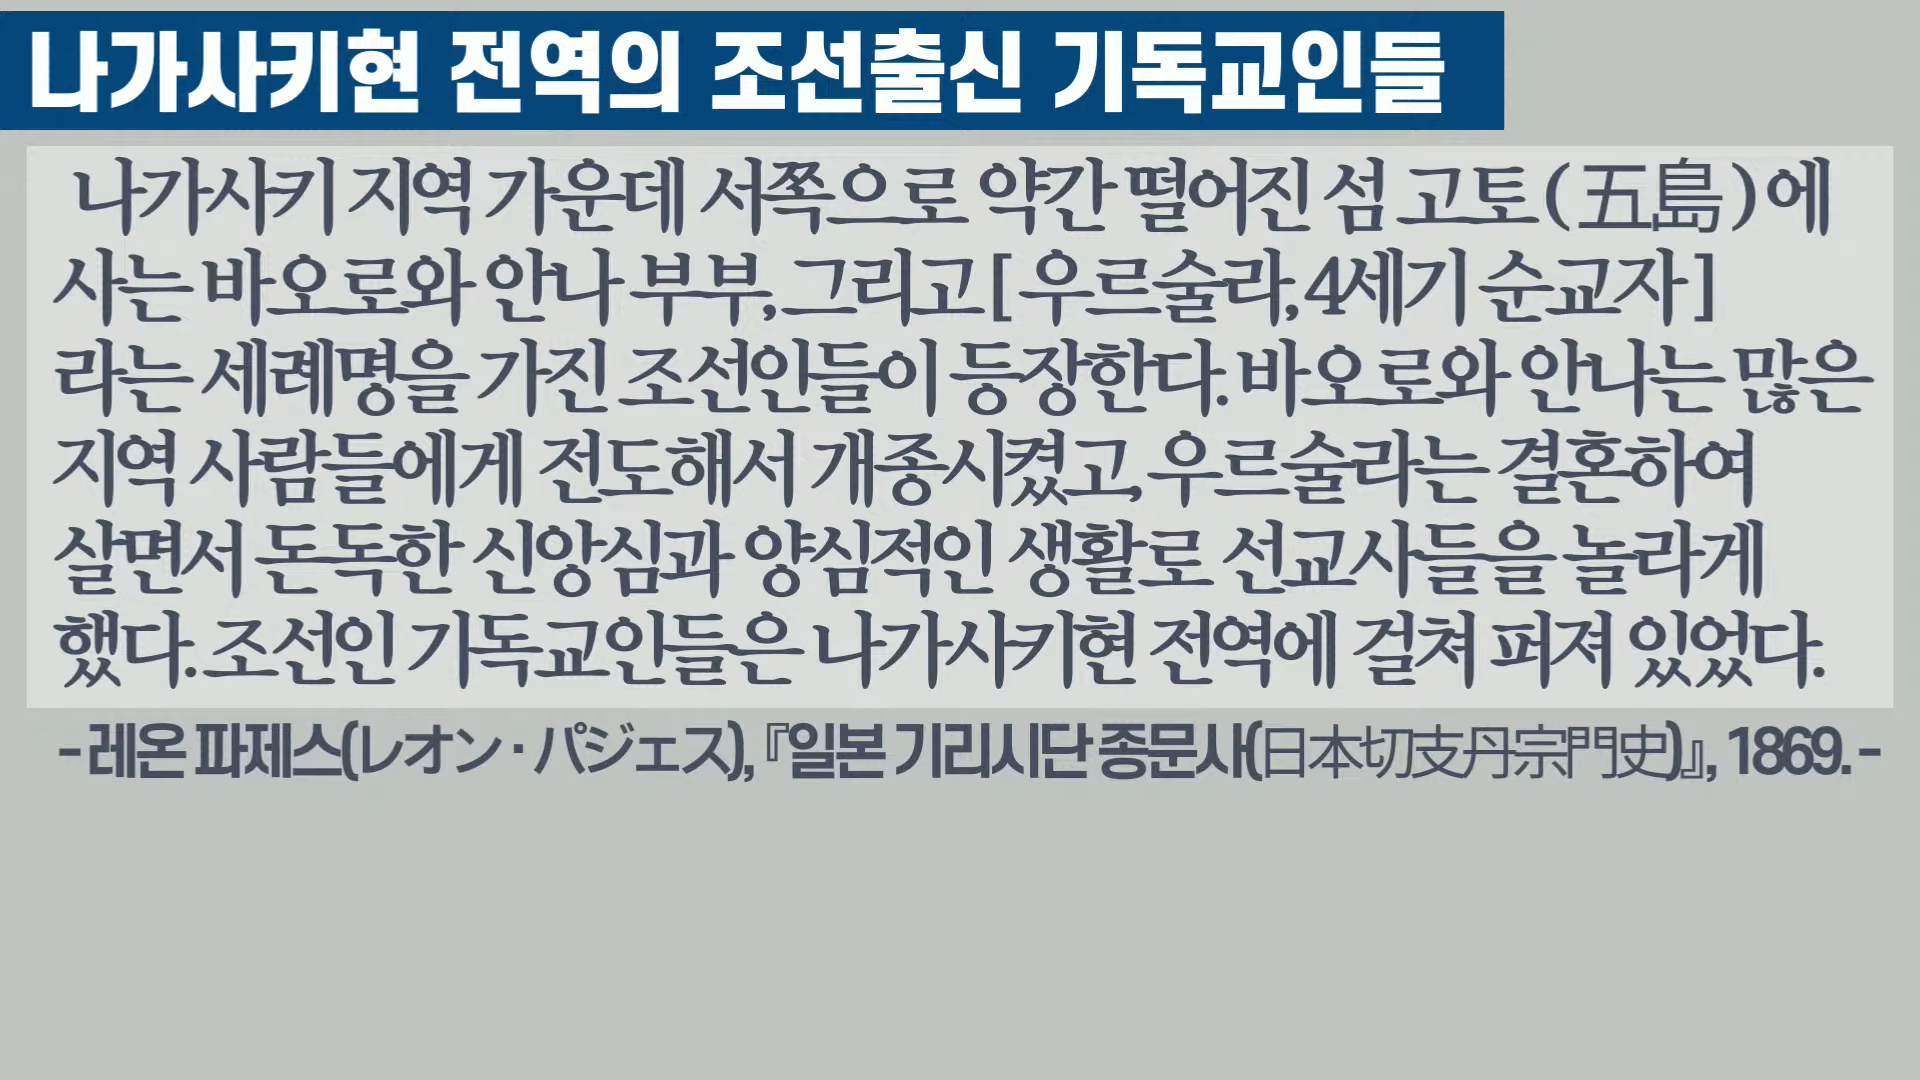 나가사키현 전역의 조선출신 기독교인들
나가사키 지역 가운데 서쪽으로 약간 떨어진 섬 고토(五島)에
사는 바오로와 안나 부부, 그리고 [ 우르술라, 4세기 순교자 ]
라는 세례명을 가진 조선인들이 등장한다. 바오로와 안나는 많은
지역 사람들에게 전도해서 개종시켰고, 우르술라는 결혼하여
살면서 돈독한 신앙심과 양심적인 생활로 선교사들을 놀라게
했다. 조선인 기독교인들은 나가사키현 전역에 걸쳐 퍼져 있었다.
- 레온 파제스(レオン・パジェス), 『일본 기리시단 종문사(日本切支丹宗門史)』, 1869. -